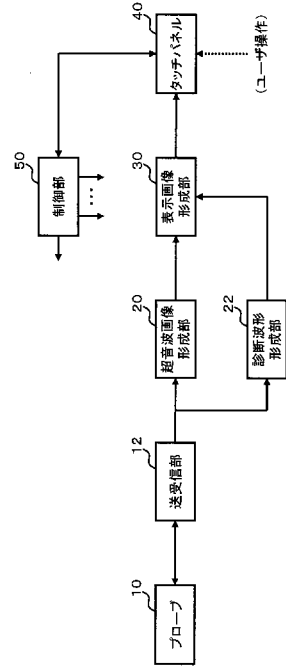 10
プローブ
12
送受信部
20
超音波画像
形成部
22
診断波形
形成部
30
表示画像
形成部
40
タッチパネル
(ユーザ操作)
50
制御部
...